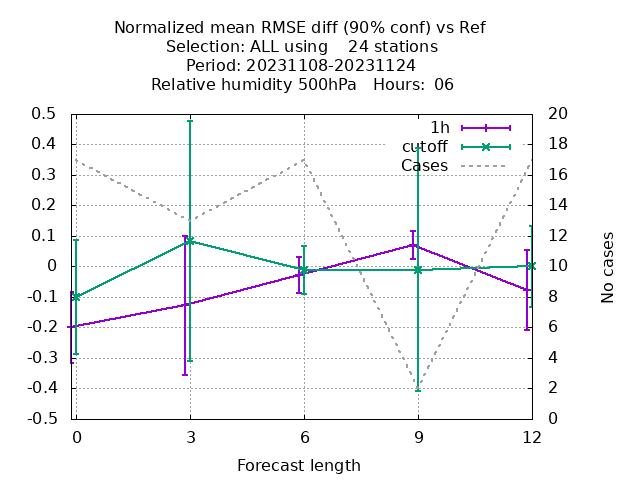 Normalized mean RMSE diff (90% conf) vs Ref
Selection: ALL using    24 stations
Period: 20231108-20231124
Relative humidity 500hPa   Hours:  06
0.5 20
0.4 18
0.3 16
0.2 14
0.1 12
0 10
-0.1 8
-0.2 6
-0.3 4
-0.4 2
-0.5 0
1h
cutoff
Cases
No cases
0 3 6 9 12
Forecast length